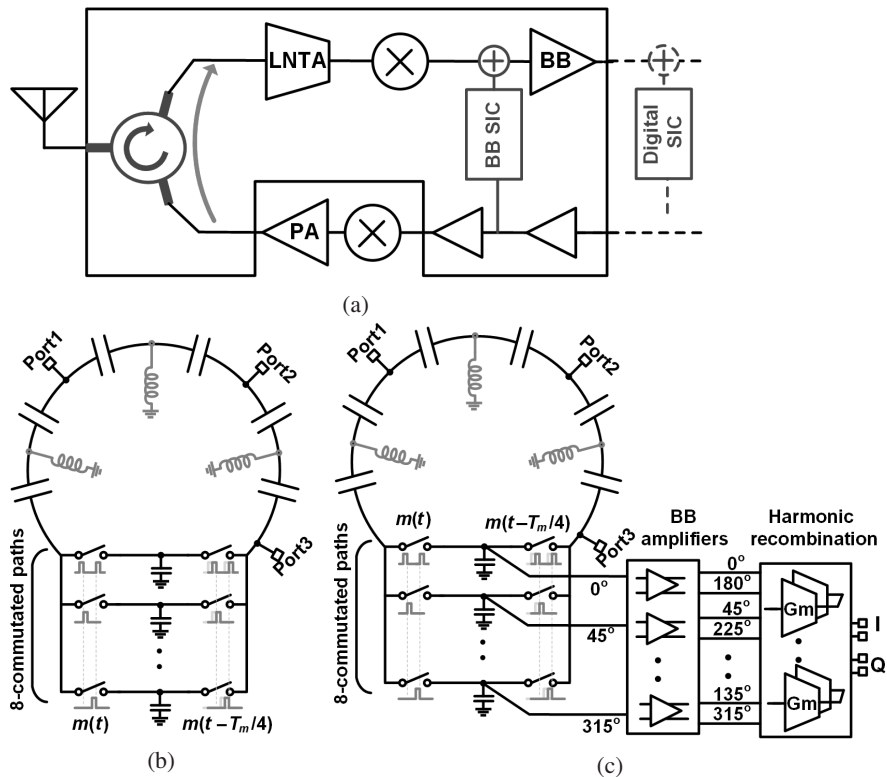 LNTA
BB
BB SIC
Digital
SIC
PA
(a)
Port1
Port2
Port3
8-commutated paths
m(t)
m(t−Tm/4)
(b)
Port1
Port2
Port3
m(t)
m(t−Tm/4)
8-commutated paths
0°
45°
315°
BB
amplifiers
Harmonic
recombination
0°
180°
45°
225°
135°
315°
Gm
Gm
I
Q
(c)